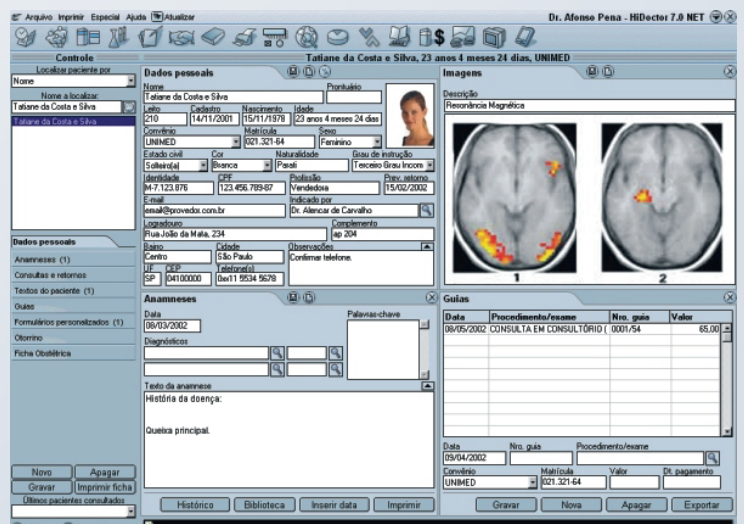 Arquivo Imprimir Especial Ajuda Atualizar
Dr. Afonso Pena - HiDoctor 7.0 NET
Controle
Tatiane da Costa e Silva, 23 anos 4 meses 24 dias, UNIMED
Localizar paciente por
Nome
Nome a localizar:
Tatiane da Costa e Silva
Tatiane da Costa e Silva
Dados pessoais
Anamneses (1)
Consultas e retornos
Textos do paciente (1)
Guias
Formulários personalizados (1)
Otorrino
Ficha Obstétrica
Novo Apagar
Gravar Imprimir ficha
Últimos pacientes consultados
Dados pessoais
Nome Prontuário
Tatiane da Costa e Silva
Leito Cadastro Nascimento Idade
210 14/11/2001 15/11/1978 23 anos 4 meses 24 dias
Convênio Matrícula Sexo
UNIMED 021.321-64 Feminino
Estado civil Cor Naturalidade Grau de instrução
Solteiro(a) Branca Parati Terceiro Grau Incom
Identidade CPF Profissão Prev. retorno
M-7.123.876 123.456.789-87 Vendedora 15/02/2002
E-mail Indicado por
email@provedor.com.br Dr. Alencar de Carvalho
Logradouro Complemento
Rua João da Mata, 234 ap 204
Bairro Cidade Observações
Centro São Paulo Confirmar telefone.
UF CEP Telefone(s)
SP 04100000 0xx11 5534 5678
Imagens
Descrição
Resonância Magnética
1 2
Anamneses
Data Palavras-chave
08/03/2002
Diagnósticos
Texto da anamnese
História da doença:
Queixa principal.
Histórico Biblioteca Inserir data Imprimir
Guias
Data Procedimento/exame Nro. guia Valor
08/05/2002 CONSULTA EM CONSULTÓRIO ( 0001/54 65,00
Data Nro. guia Procedimento/exame
09/04/2002
Convênio Matrícula Valor Dt. pagamento
UNIMED 021.321-64
Gravar Nova Apagar Exportar